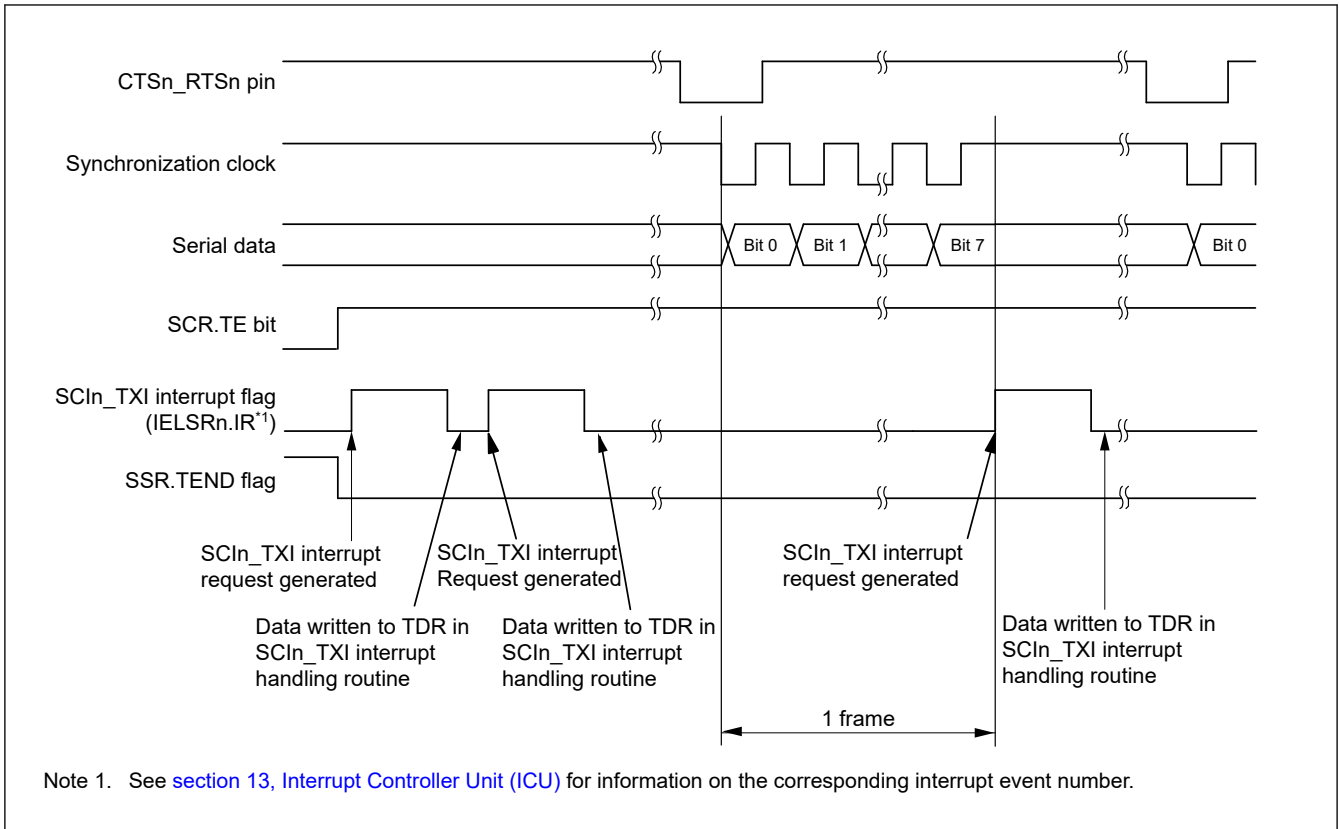 CTSn_RTSn pin
Synchronization clock
Serial data
Bit 0
Bit 1
Bit 7
Bit 0
SCR.TE bit
SCIn_TXI interrupt flag
(IELSRn.IR*1)
SSR.TEND flag
SCIn_TXI interrupt
request generated
SCIn_TXI interrupt
Request generated
SCIn_TXI interrupt
request generated
Data written to TDR in
SCIn_TXI interrupt
handling routine
Data written to TDR in
SCIn_TXI interrupt
handling routine
Data written to TDR in
SCIn_TXI interrupt
handling routine
1 frame
Note 1. See section 13, Interrupt Controller Unit (ICU) for information on the corresponding interrupt event number.